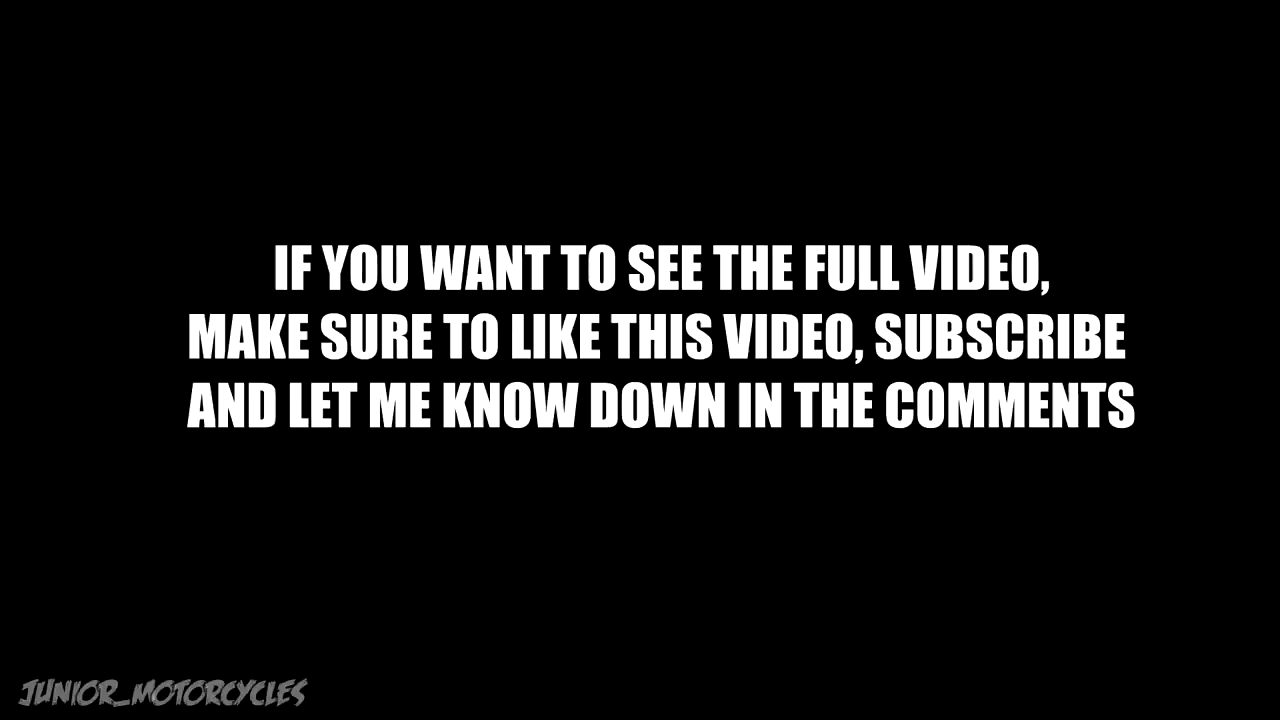 IF YOU WANT TO SEE THE FULL VIDEO,
MAKE SURE TO LIKE THIS VIDEO, SUBSCRIBE
AND LET ME KNOW DOWN IN THE COMMENTS
JUNIOR_MOTORCYCLES